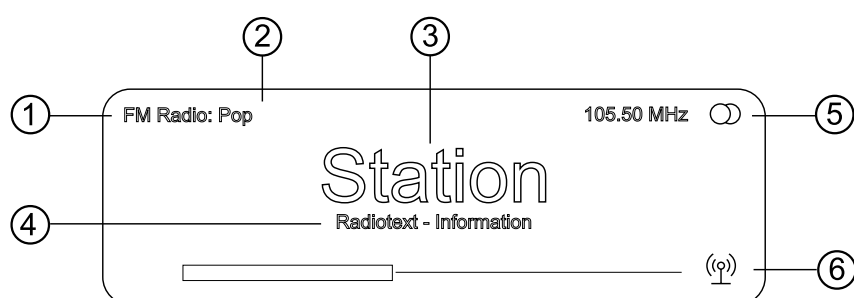 2 3
1 FM Radio: Pop 105.50 MHz 5
Station
4 Radiotext - Information
6